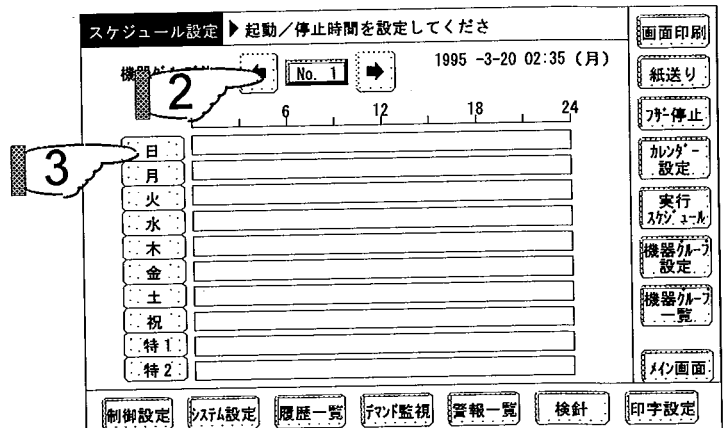 スケジュール設定 ▶起動／停止時間を設定してくださ
1995 -3-20 02:35 (月)
機器
2
No. 1
6 12 18 24
3
日
月
火
水
木
金
土
祝
特1
特2
画面印刷
紙送り
ブザー停止
カレンダー
設定
実行
スケジュール
機器グループ
設定
機器グループ
一覧
メイン画面
制御設定 システム設定 履歴一覧 デマンド監視 警報一覧 検針 印字設定